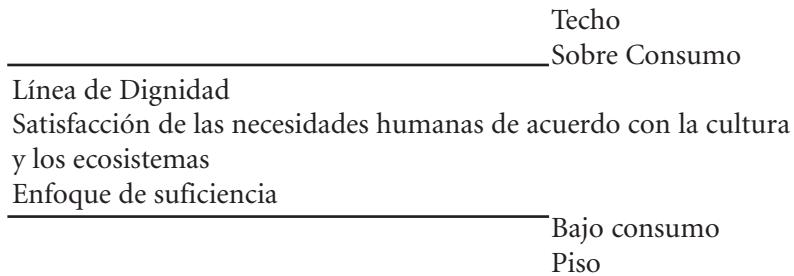 Techo
Sobre Consumo
Línea de Dignidad
Satisfacción de las necesidades humanas de acuerdo con la cultura
y los ecosistemas
Enfoque de suficiencia
Bajo consumo
Piso